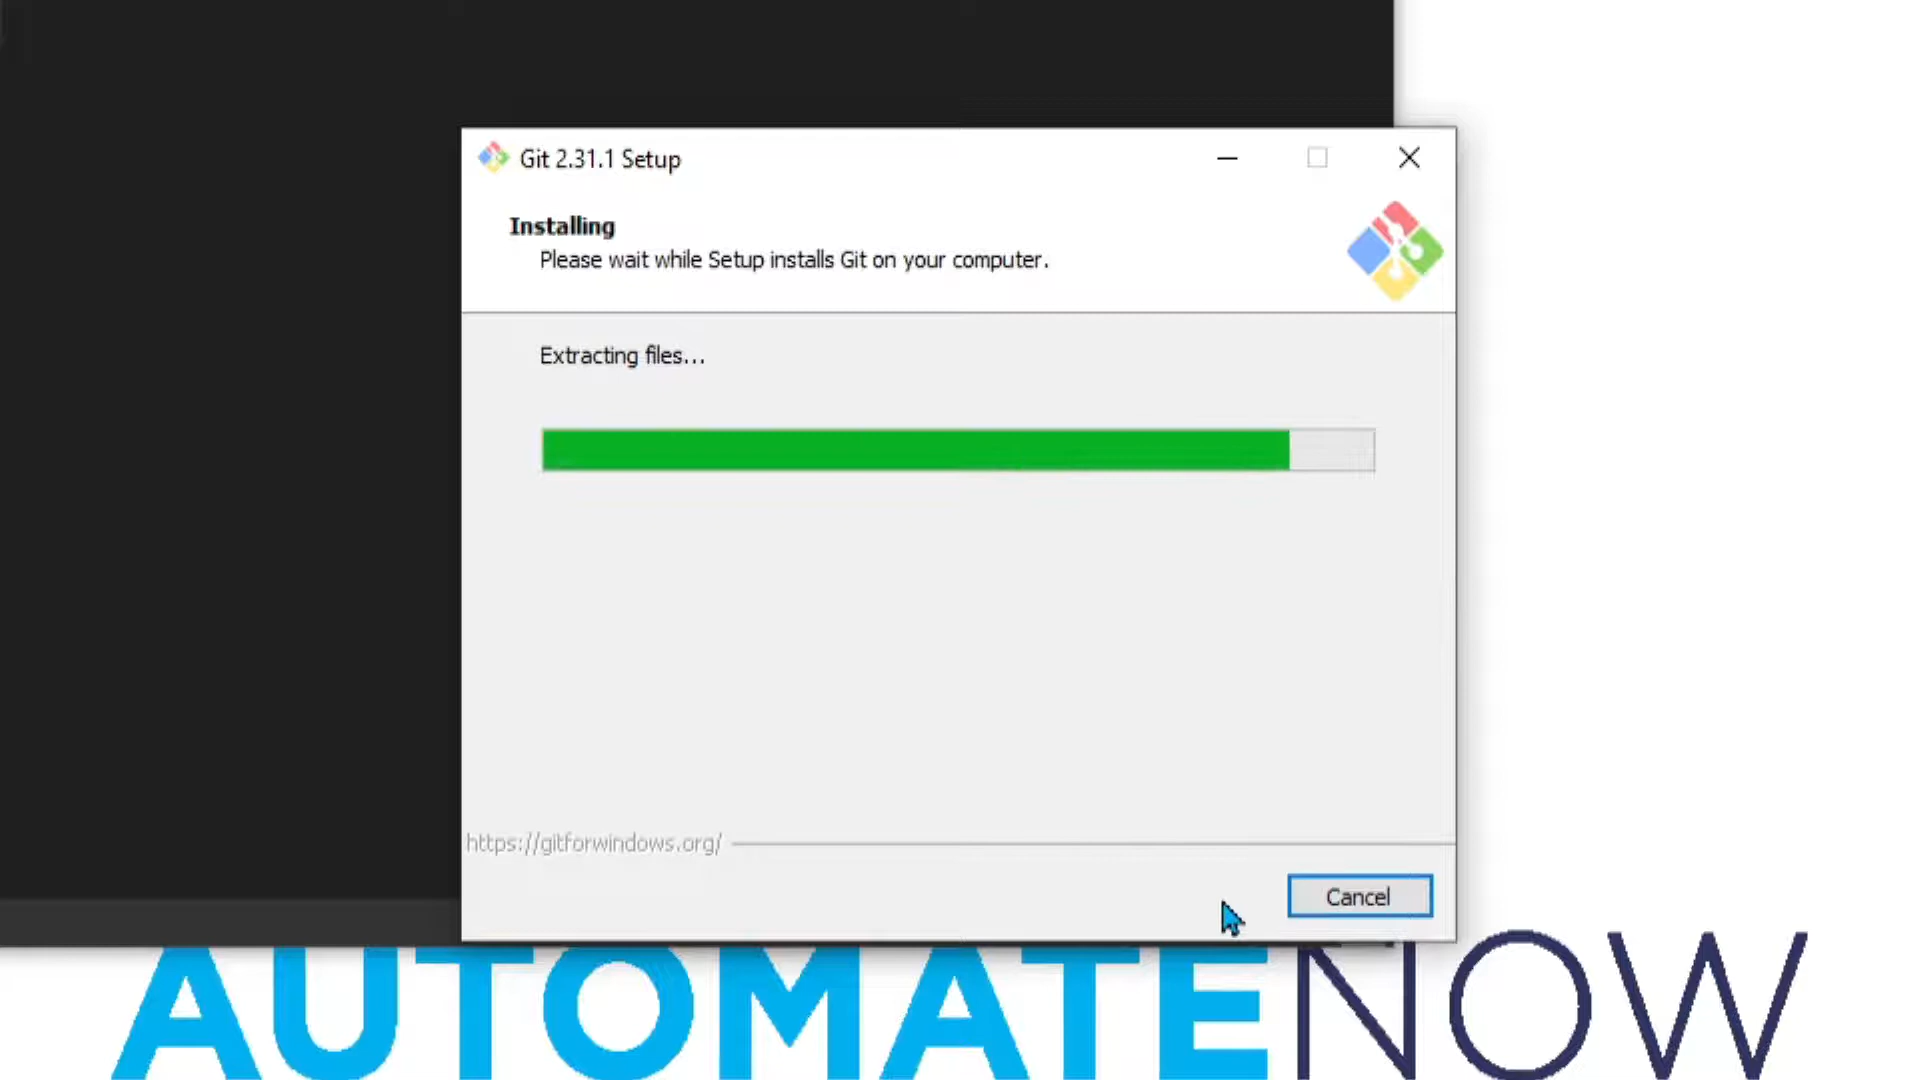 Git 2.31.1 Setup
Installing
Please wait while Setup installs Git on your computer.
Extracting files...
https://gitforwindows.org/
Cancel
AUTOMATENOW